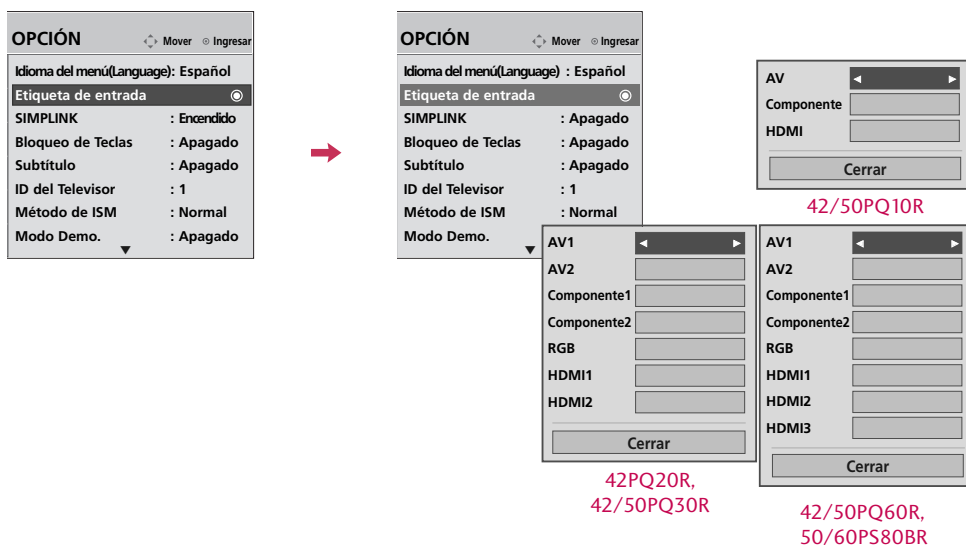 OPCIÓN Mover Ingresar
Idioma del menú(Language): Español
Etiqueta de entrada
SIMPLINK : Encendido
Bloqueo de Teclas : Apagado
Subtítulo : Apagado
ID del Televisor : 1
Método de ISM : Normal
Modo Demo. : Apagado
OPCIÓN Mover Ingresar
Idioma del menú(Language) : Español
Etiqueta de entrada
SIMPLINK : Apagado
Bloqueo de Teclas : Apagado
Subtítulo : Apagado
ID del Televisor : 1
Método de ISM : Normal
Modo Demo.
AV
Componente
HDMI
Cerrar
42/50PQ10R
AV1
AV2
Componente1
Componente2
RGB
HDMI1
HDMI2
Cerrar
42PQ20R,
42/50PQ30R
AV1
AV2
Componente1
Componente2
RGB
HDMI1
HDMI2
HDMI3
Cerrar
42/50PQ60R,
50/60PS80BR